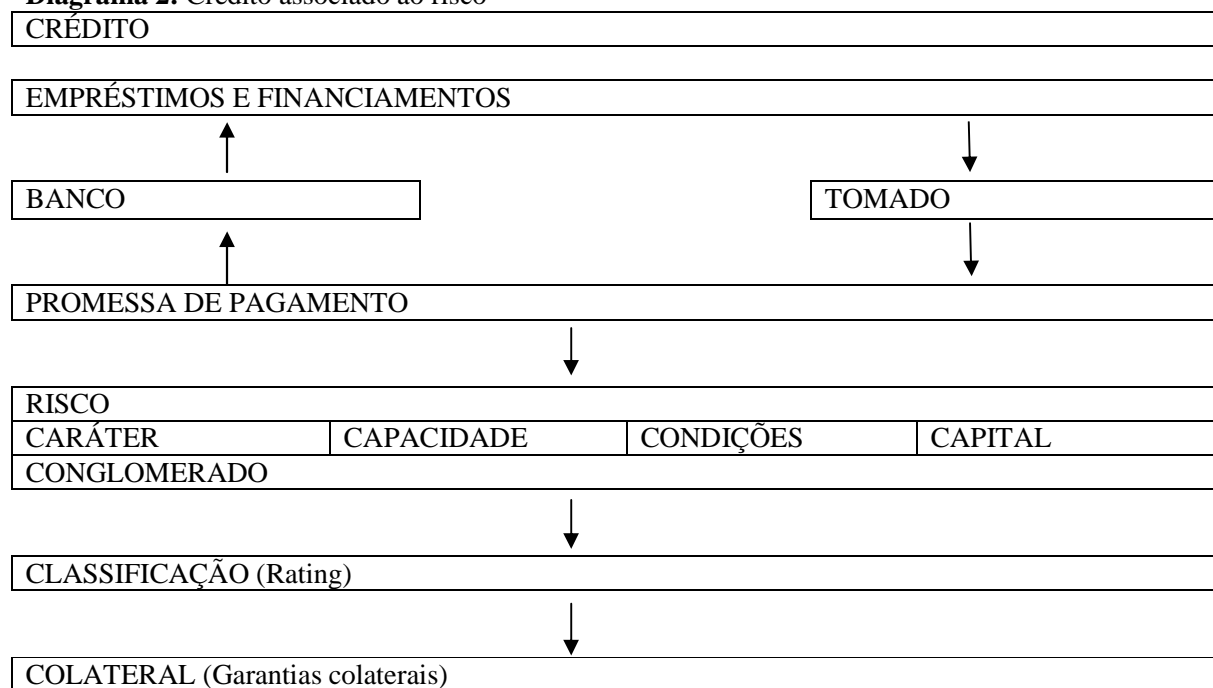 Diagrama 2: Crédito associado ao risco
CRÉDITO
EMPRÉSTIMOS E FINANCIAMENTOS
BANCO
TOMADO
PROMESSA DE PAGAMENTO
RISCO
CARÁTER CAPACIDADE CONDIÇÕES CAPITAL
CONGLOMERADO
CLASSIFICAÇÃO (Rating)
COLATERAL (Garantias colaterais)